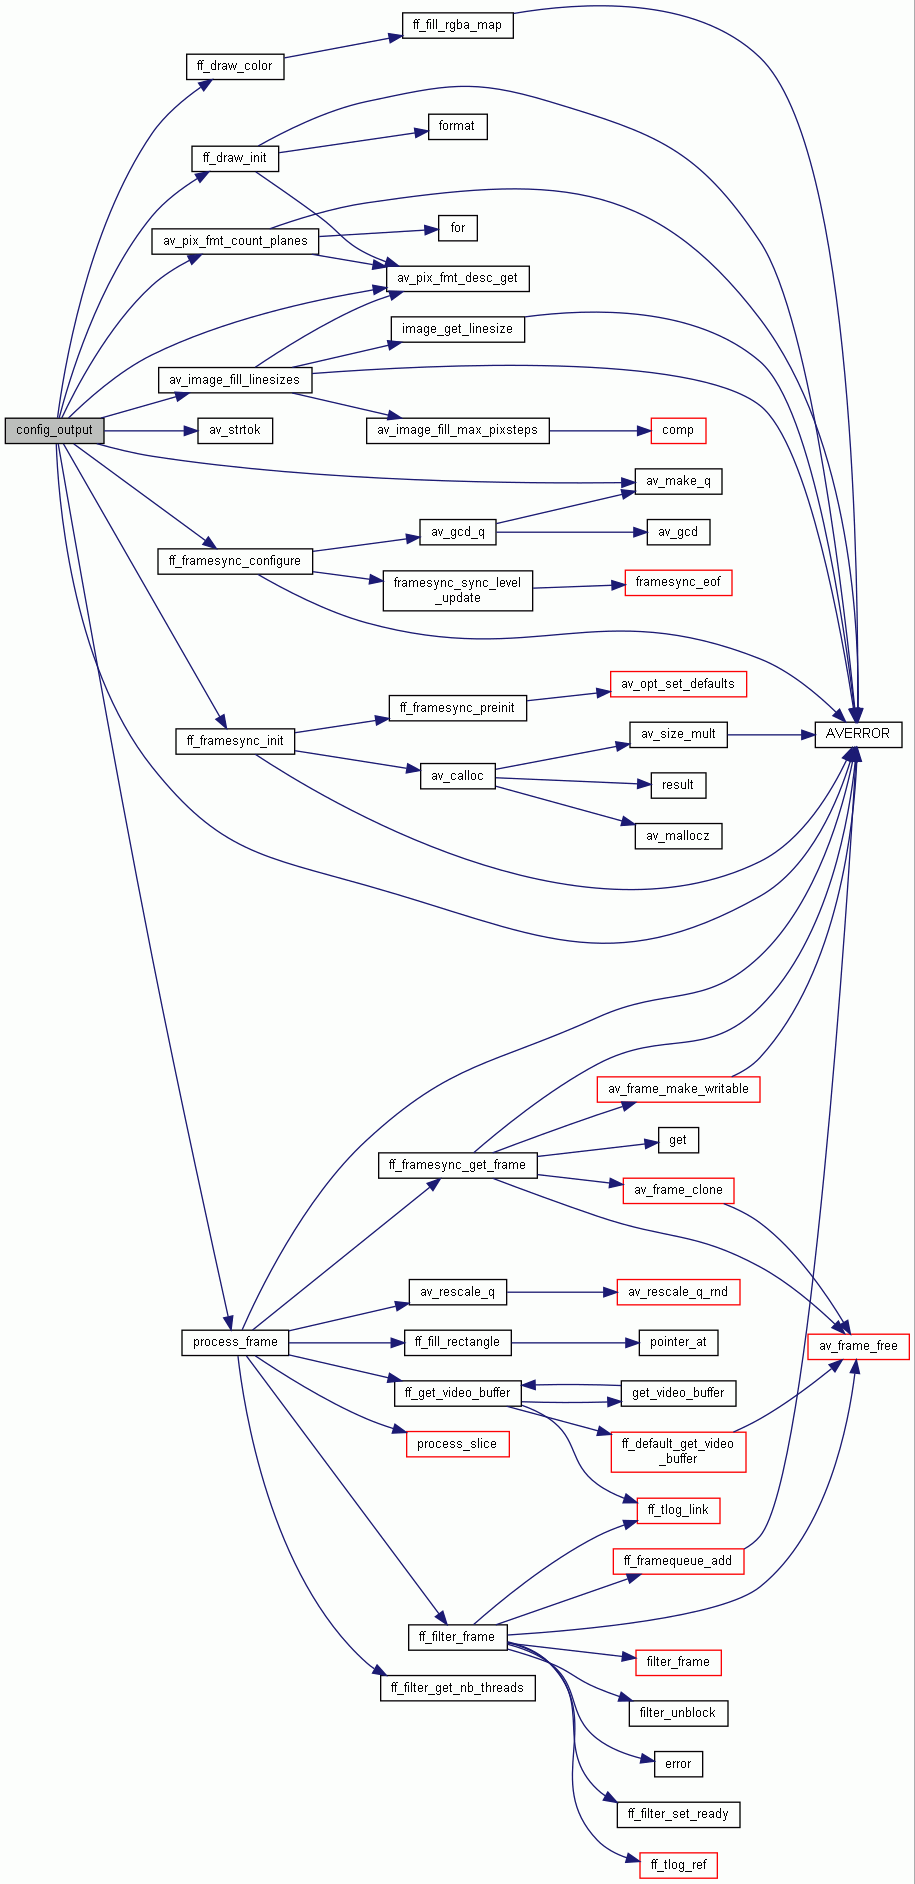 ff_fill_rgba_map
ff_draw_color
format
ff_draw_init
for
av_pix_fmt_count_planes
av_pix_fmt_desc_get
image_get_linesize
av_image_fill_linesizes
config_output
av_strtok
av_image_fill_max_pixsteps
comp
av_make_q
av_gcd_q
av_gcd
ff_framesync_configure
framesync_sync_level
_update
framesync_eof
av_opt_set_defaults
ff_framesync_preinit
ff_framesync_init
av_size_mult
AVERROR
av_calloc
result
av_mallocz
av_frame_make_writable
get
ff_framesync_get_frame
av_frame_clone
av_rescale_q
av_rescale_q_rnd
process_frame
ff_fill_rectangle
pointer_at
av_frame_free
ff_get_video_buffer
get_video_buffer
process_slice
ff_default_get_video
_buffer
ff_tlog_link
ff_framequeue_add
ff_filter_frame
filter_frame
ff_filter_get_nb_threads
filter_unblock
error
ff_filter_set_ready
ff_tlog_ref